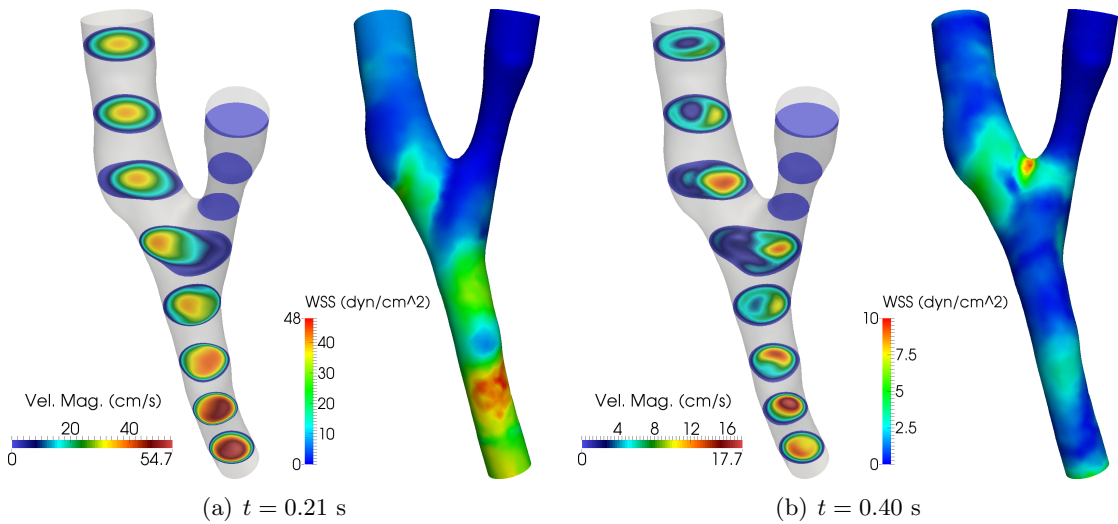 WSS (dyn/cm^2)
48
40
30
20
10
0
Vel. Mag. (cm/s)
20 40
0 54.7
WSS (dyn/cm^2)
10
7.5
5
2.5
0
Vel. Mag. (cm/s)
4 8 12 16
0 17.7
(a) t = 0.21 s
(b) t = 0.40 s